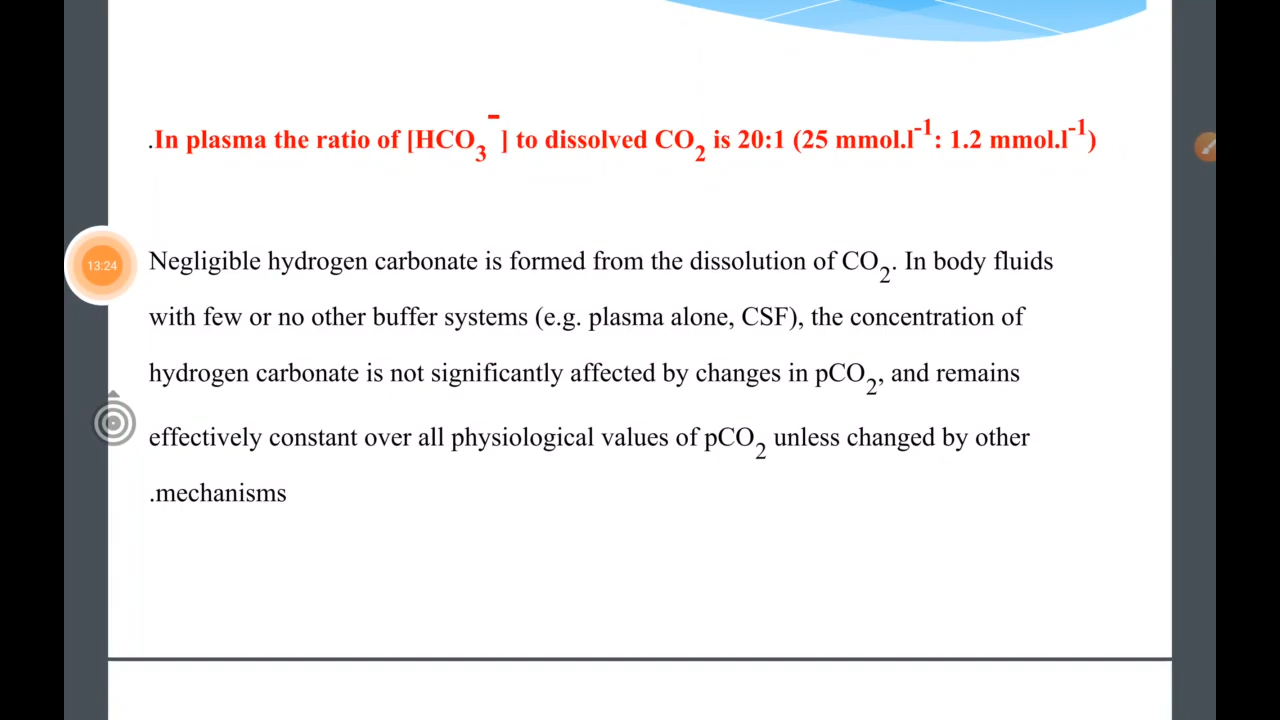 .In plasma the ratio of [HCO3-] to dissolved CO2 is 20:1 (25 mmol.l-1: 1.2 mmol.l-1)
Negligible hydrogen carbonate is formed from the dissolution of CO2. In body fluids
13:24
with few or no other buffer systems (e.g. plasma alone, CSF), the concentration of
hydrogen carbonate is not significantly affected by changes in pCO2, and remains
effectively constant over all physiological values of pCO2 unless changed by other
.mechanisms